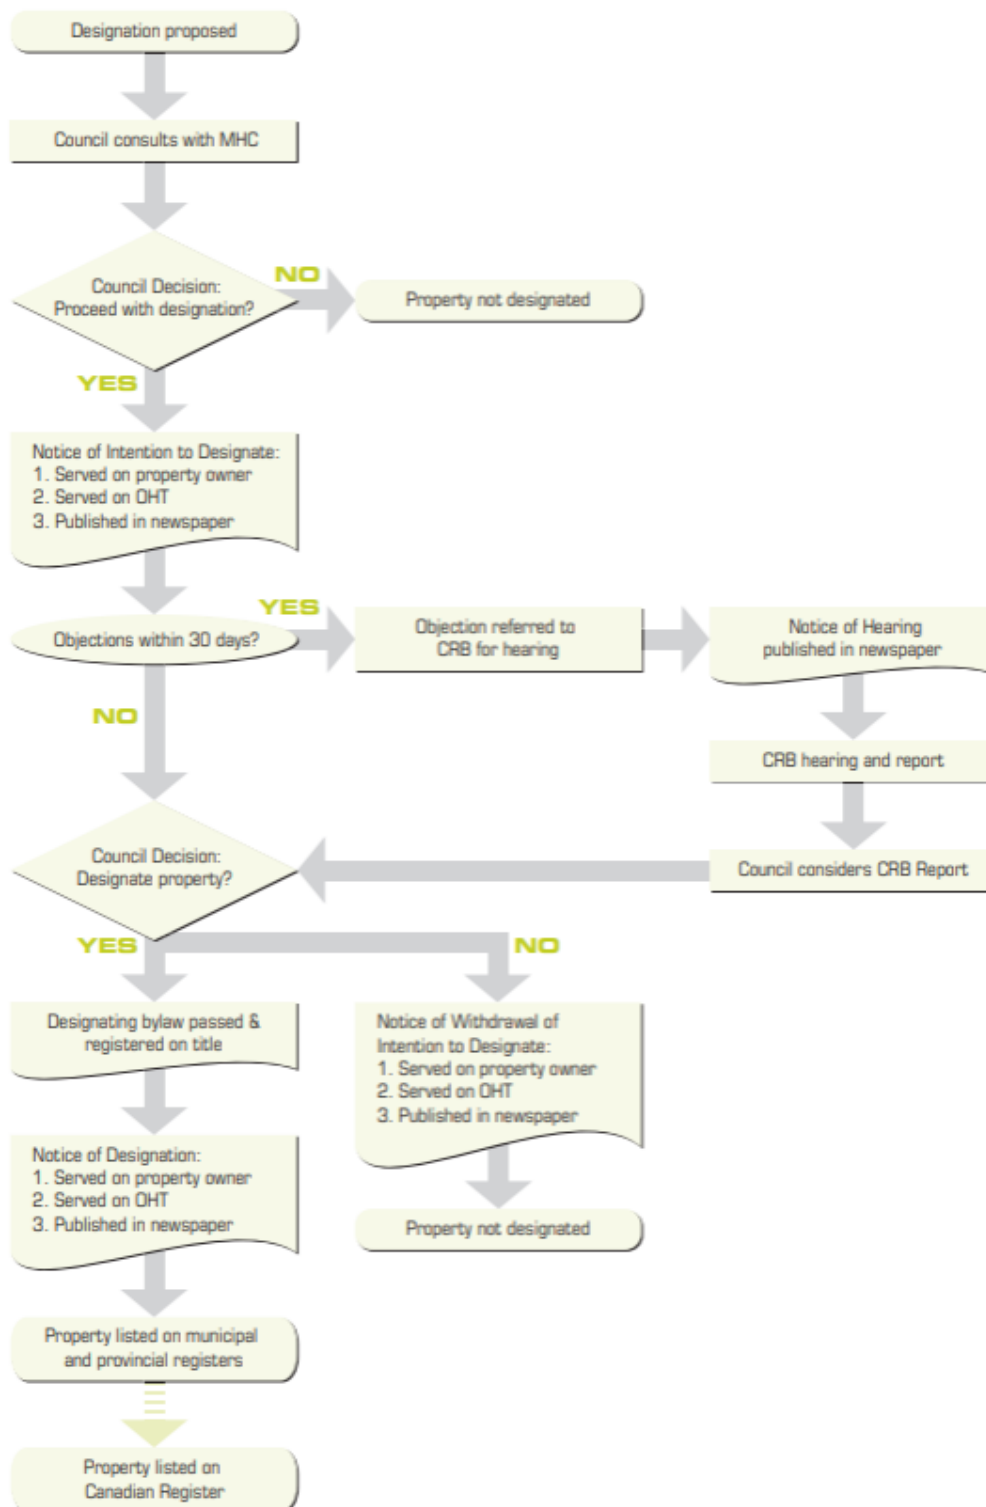 Designation proposed
Council consults with MHC
Council Decision:
Proceed with designation?
NO
Property not designated
YES
Notice of Intention to Designate:
1. Served on property owner
2. Served on OHT
3. Published in newspaper
Objections within 30 days?
YES
Objection referred to
CRB for hearing
Notice of Hearing
published in newspaper
CRB hearing and report
Council considers CRB Report
NO
Council Decision:
Designate property?
YES
NO
Designating bylaw passed &
registered on title
Notice of Withdrawal of
Intention to Designate:
1. Served on property owner
2. Served on OHT
3. Published in newspaper
Notice of Designation:
1. Served on property owner
2. Served on OHT
3. Published in newspaper
Property not designated
Property listed on municipal
and provincial registers
Property listed on
Canadian Register